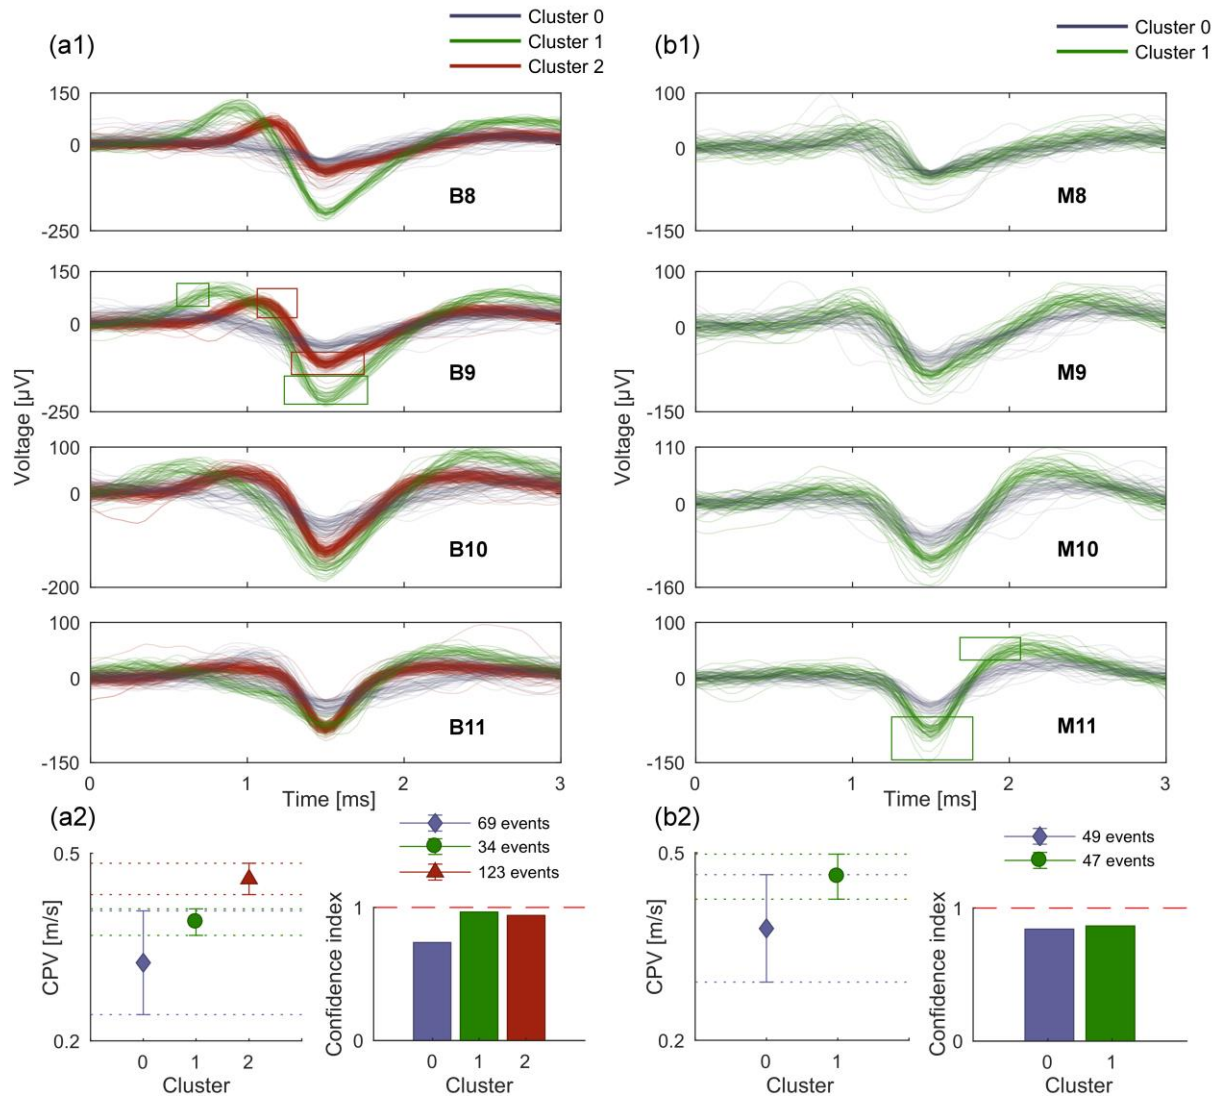 (a1)
Cluster 0
Cluster 1
Cluster 2
150
0
-250
B8
150
0
-250
B9
100
0
-200
B10
100
0
-150
B11
0
1
2
3
Time [ms]
Voltage [µV]
(b1)
Cluster 0
Cluster 1
100
0
-150
M8
100
0
-150
M9
110
0
-160
M10
100
0
-150
M11
0
1
2
3
Time [ms]
Voltage [µV]
(a2)
69 events
34 events
123 events
0.5
0.2
CPV [m/s]
0
1
2
Cluster
1
0
Confidence index
0
1
2
Cluster
(b2)
49 events
47 events
0.5
0.2
CPV [m/s]
0
1
Cluster
1
0
Confidence index
0
1
Cluster